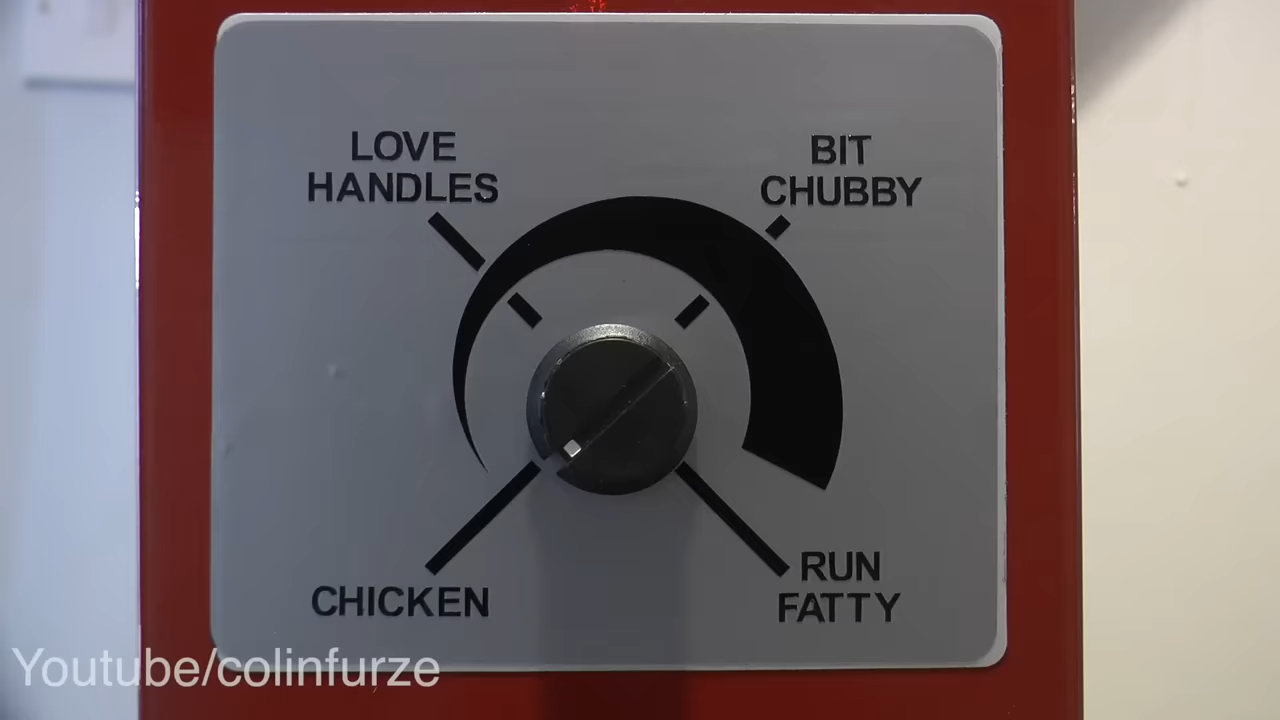 LOVE
HANDLES
BIT
CHUBBY
CHICKEN
RUN
FATTY
Youtube/colinfurze